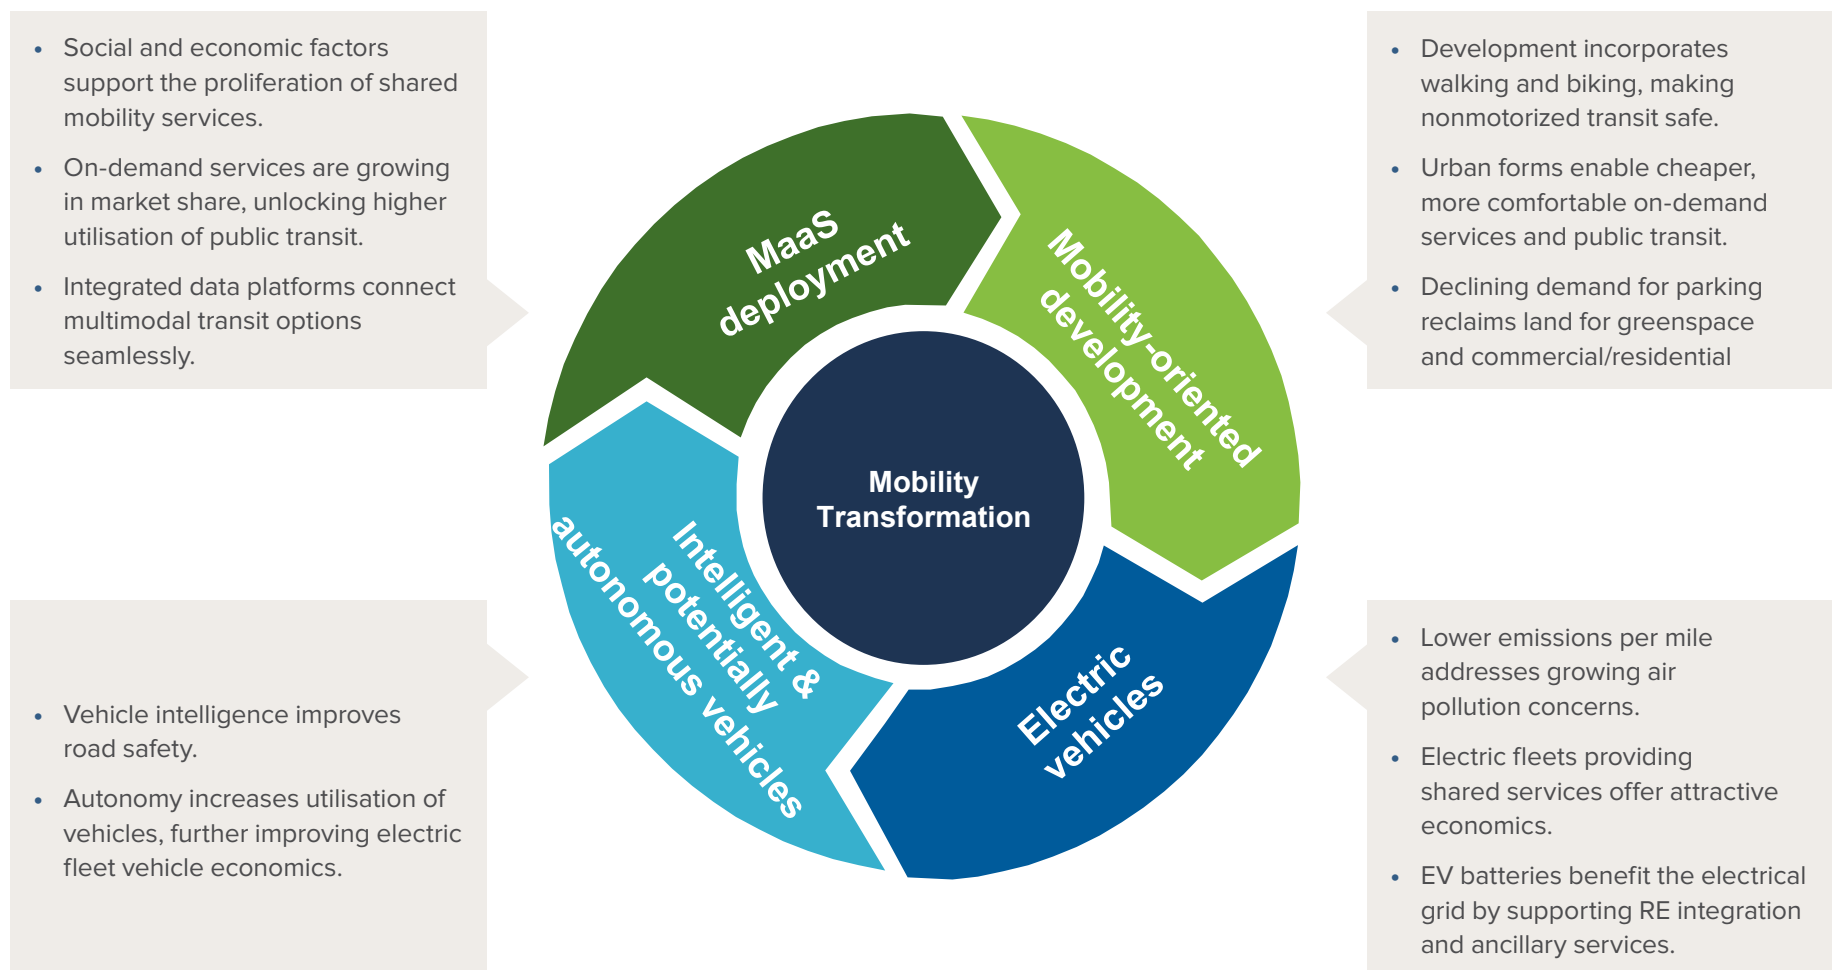 • Social and economic factors
support the proliferation of shared
mobility services.
• On-demand services are growing
in market share, unlocking higher
utilisation of public transit.
• Integrated data platforms connect
multimodal transit options
seamlessly.
• Development incorporates
walking and biking, making
nonmotorized transit safe.
• Urban forms enable cheaper,
more comfortable on-demand
services and public transit.
• Declining demand for parking
reclaims land for greenspace
and commercial/residential
MaaS
deployment
Mobility-oriented
development
Mobility
Transformation
Intelligent &
potentially
autonomous vehicles
Electric
vehicles
• Vehicle intelligence improves
road safety.
• Autonomy increases utilisation of
vehicles, further improving electric
fleet vehicle economics.
• Lower emissions per mile
addresses growing air
pollution concerns.
• Electric fleets providing
shared services offer attractive
economics.
• EV batteries benefit the electrical
grid by supporting RE integration
and ancillary services.